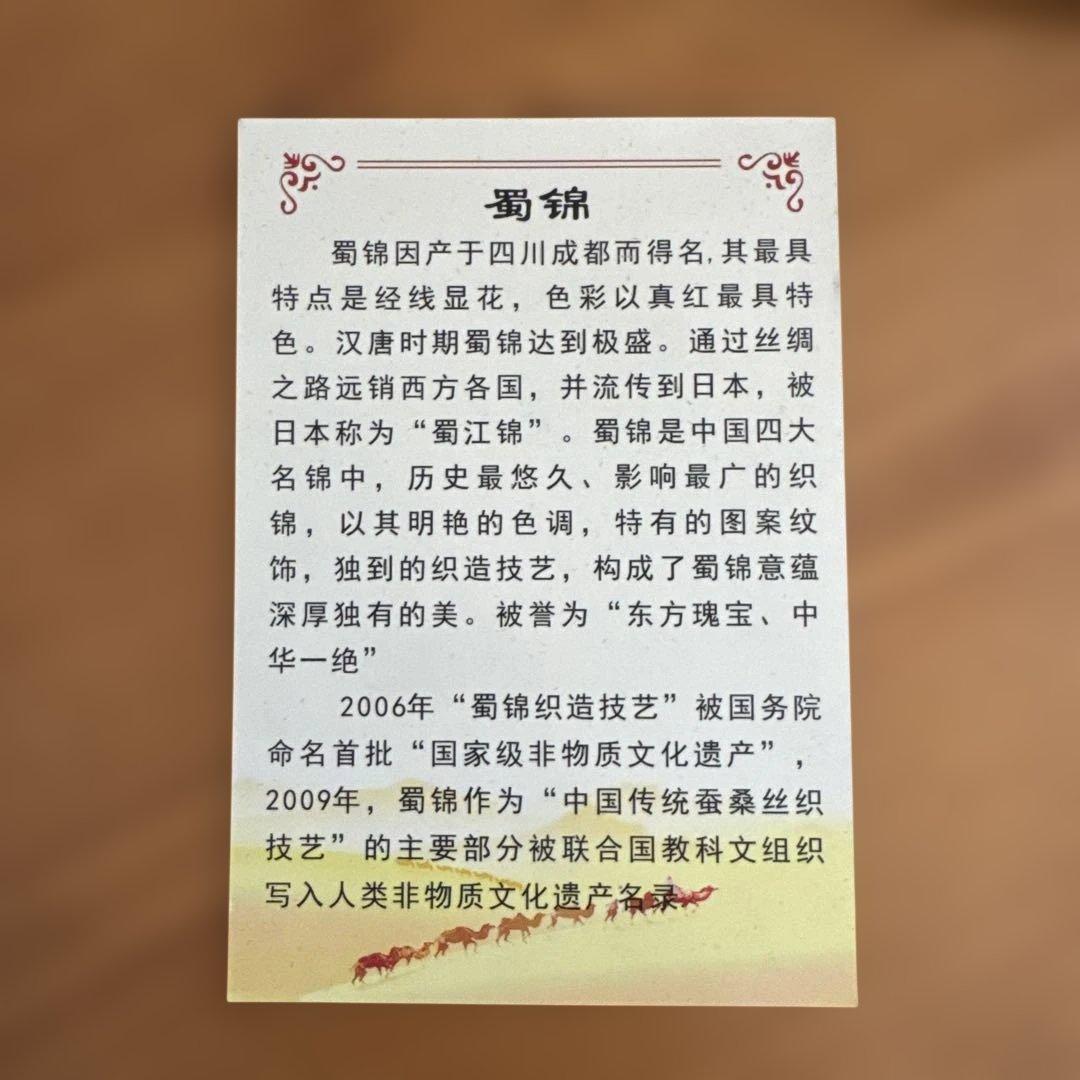 蜀锦
蜀锦因产于四川成都而得名,其最具
特点是经线显花，色彩以真红最具特
色。汉唐时期蜀锦达到极盛。通过丝绸
之路远销西方各国，并流传到日本，被
日本称为“蜀江锦”。蜀锦是中国四大
名锦中，历史最悠久、影响最广的织
锦，以其明艳的色调，特有的图案纹
饰，独到的织造技艺，构成了蜀锦意蕴
深厚独有的美。被誉为“东方瑰宝、中
华一绝”
2006年“蜀锦织造技艺”被国务院
命名首批“国家级非物质文化遗产”，
2009年，蜀锦作为“中国传统蚕桑丝织
技艺”的主要部分被联合国教科文组织
写入人类非物质文化遗产名录